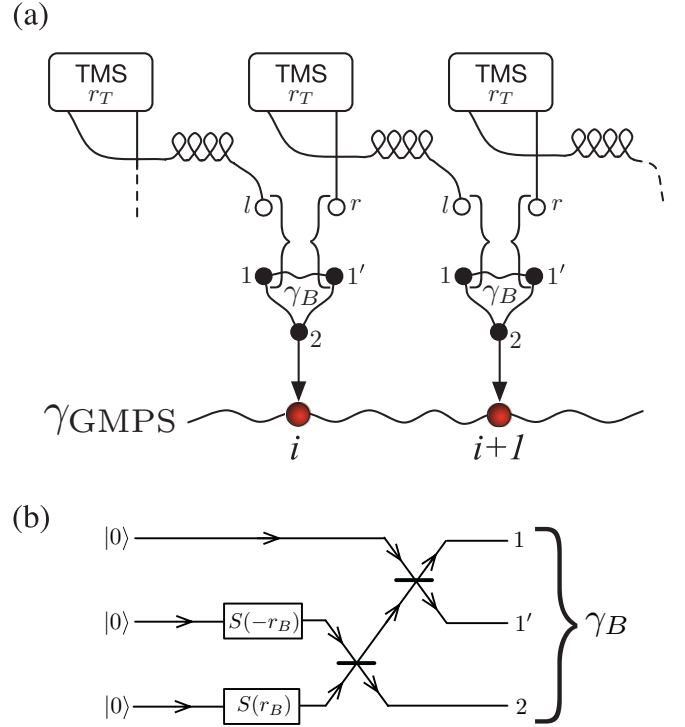 (a)
TMS TMS TMS
r_T r_T r_T
l r l r
1 1′ 1 1′
γ_B γ_B
2 2
γ_GMPS
i i+1
(b)
|0⟩ 1
|0⟩ S(-r_B) 1′ γ_B
|0⟩ S(r_B) 2